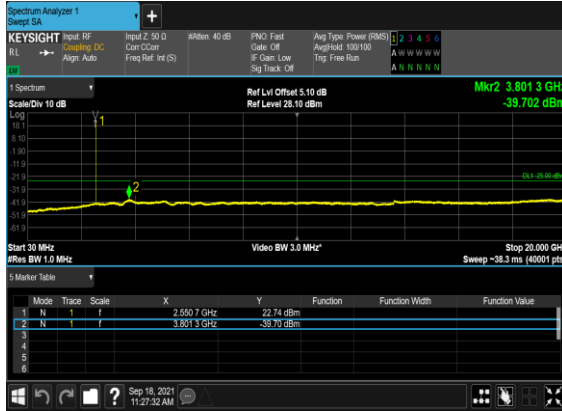 Spectrum Analyzer 1
Swept SA
+
KEYSIGHT Input: RF Input Z: 50 Ω #Atten: 40 dB PNO: Fast Avg Type: Power (RMS) 1 2 3 4 5 6
RL Coupling: DC Corr CCorr Gate: Off Avg|Hold: 100/100 A W W W W W
Align: Auto Freq Ref: Int (S) IF Gain: Low Trig: Free Run
Sig Track: Off A N N N N N
1 Spectrum Ref Lvl Offset 5.10 dB Mkr2 3.801 3 GHz
Scale/Div 10 dB Ref Level 28.10 dBm -39.702 dBm
Log
18.1
1
8.10
-1.90
-11.9
-21.9
DL1 -25.00 dBm
-31.9
2
-41.9
-51.9
-61.9
Start 30 MHz Video BW 3.0 MHz* Stop 20.000 GH
#Res BW 1.0 MHz Sweep ~38.3 ms (40001 pts
5 Marker Table
Mode Trace Scale X Y Function Function Width Function Value
1 N 1 f 2.550 7 GHz 22.74 dBm
2 N 1 f 3.801 3 GHz -39.70 dBm
3
4
5
6
? Sep 18, 2021
11:27:32 AM